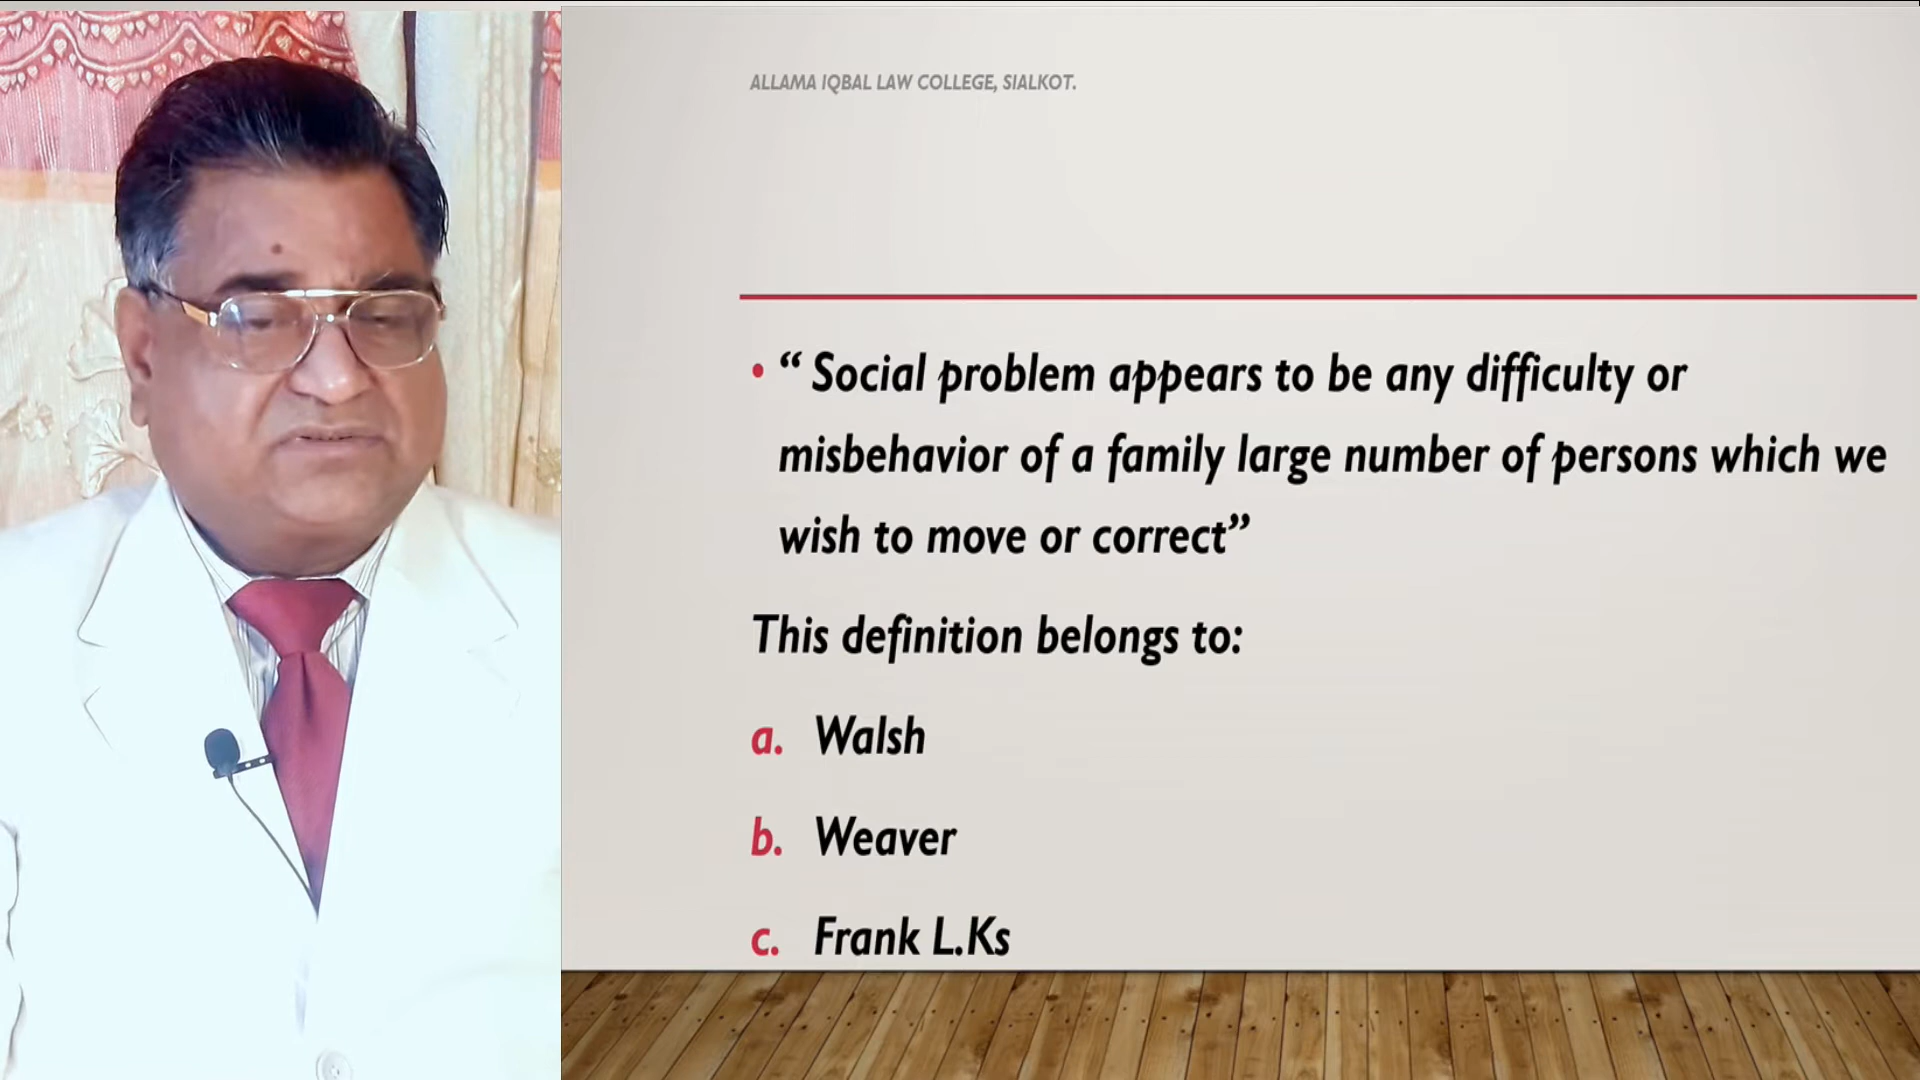 ALLAMA IQBAL LAW COLLEGE, SIALKOT.
• “ Social problem appears to be any difficulty or
misbehavior of a family large number of persons which we
wish to move or correct”
This definition belongs to:
a. Walsh
b. Weaver
c. Frank L.Ks